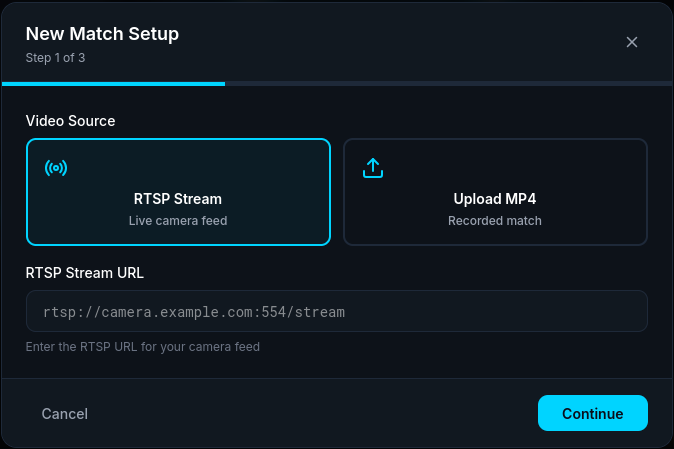 New Match Setup
Step 1 of 3
Video Source
RTSP Stream
Live camera feed
Upload MP4
Recorded match
RTSP Stream URL
rtsp://camera.example.com:554/stream
Enter the RTSP URL for your camera feed
Cancel
Continue